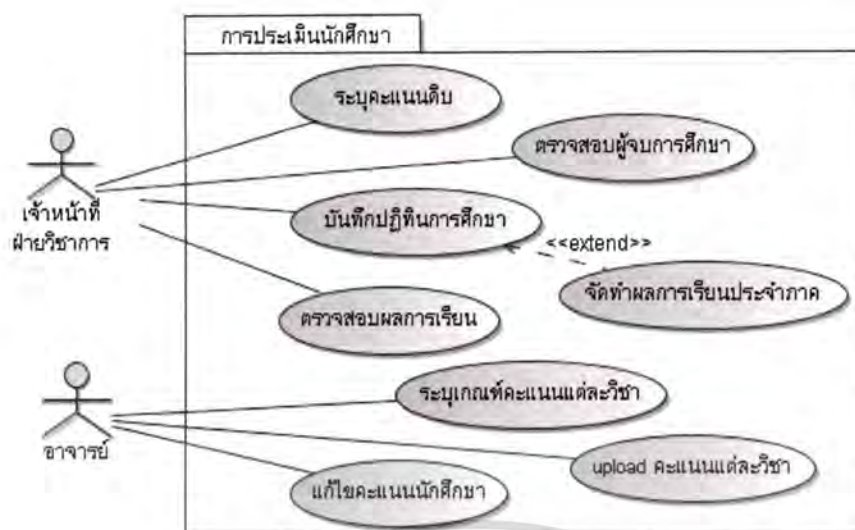 การประเมินนักศึกษา
ระบุคะแนนดิบ
ตรวจสอบผู้จบการศึกษา
เจ้าหน้าที่
ฝ่ายวิชาการ
บันทึกปฏิทินการศึกษา
<<extend>>
จัดทำผลการเรียนประจำภาค
ตรวจสอบผลการเรียน
ระบุเกณฑ์คะแนนแต่ละวิชา
อาจารย์
upload คะแนนแต่ละวิชา
แก้ไขคะแนนนักศึกษา